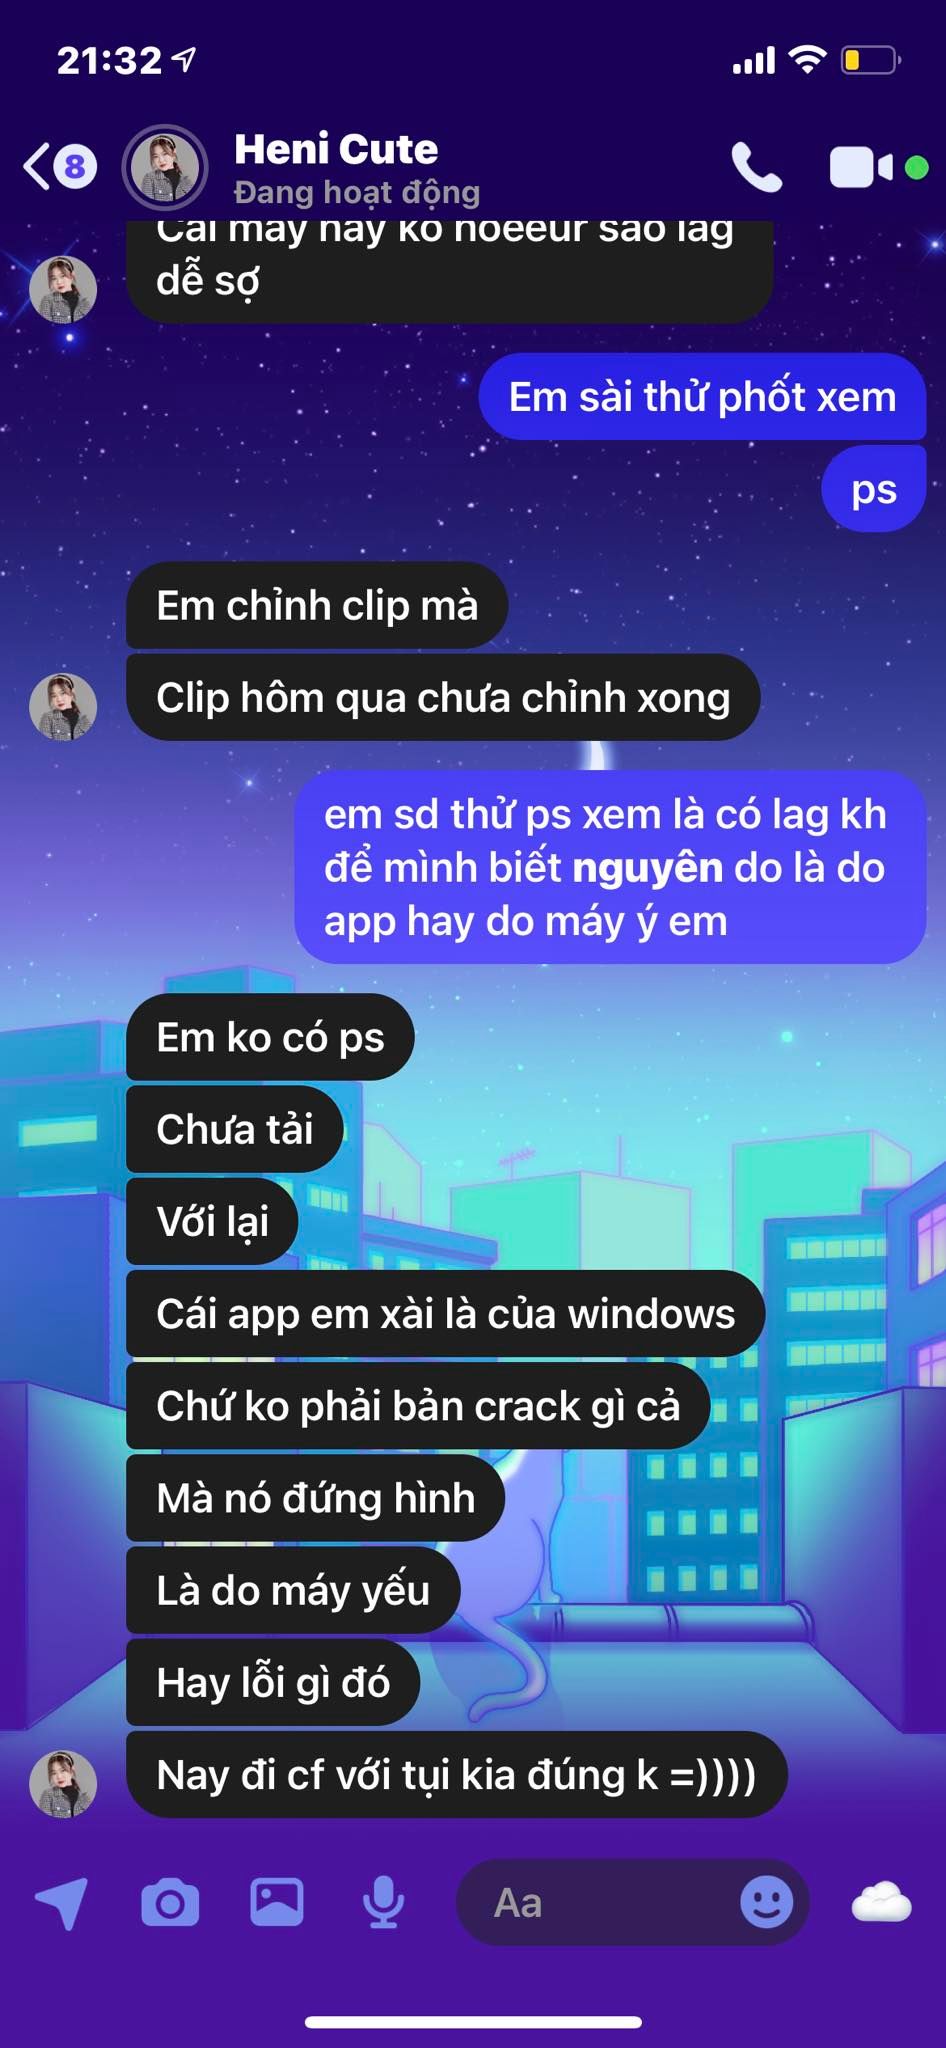 21:32
8
Heni Cute
Đang hoạt động
Cái máy này ko hoeeur sao lag
dễ sợ
Em sài thử phốt xem
ps
Em chỉnh clip mà
Clip hôm qua chưa chỉnh xong
em sd thử ps xem là có lag kh
để mình biết nguyên do là do
app hay do máy ý em
Em ko có ps
Chưa tải
Với lại
Cái app em xài là của windows
Chứ ko phải bản crack gì cả
Mà nó đứng hình
Là do máy yếu
Hay lỗi gì đó
Nay đi cf với tụi kia đúng k =))))
Aa